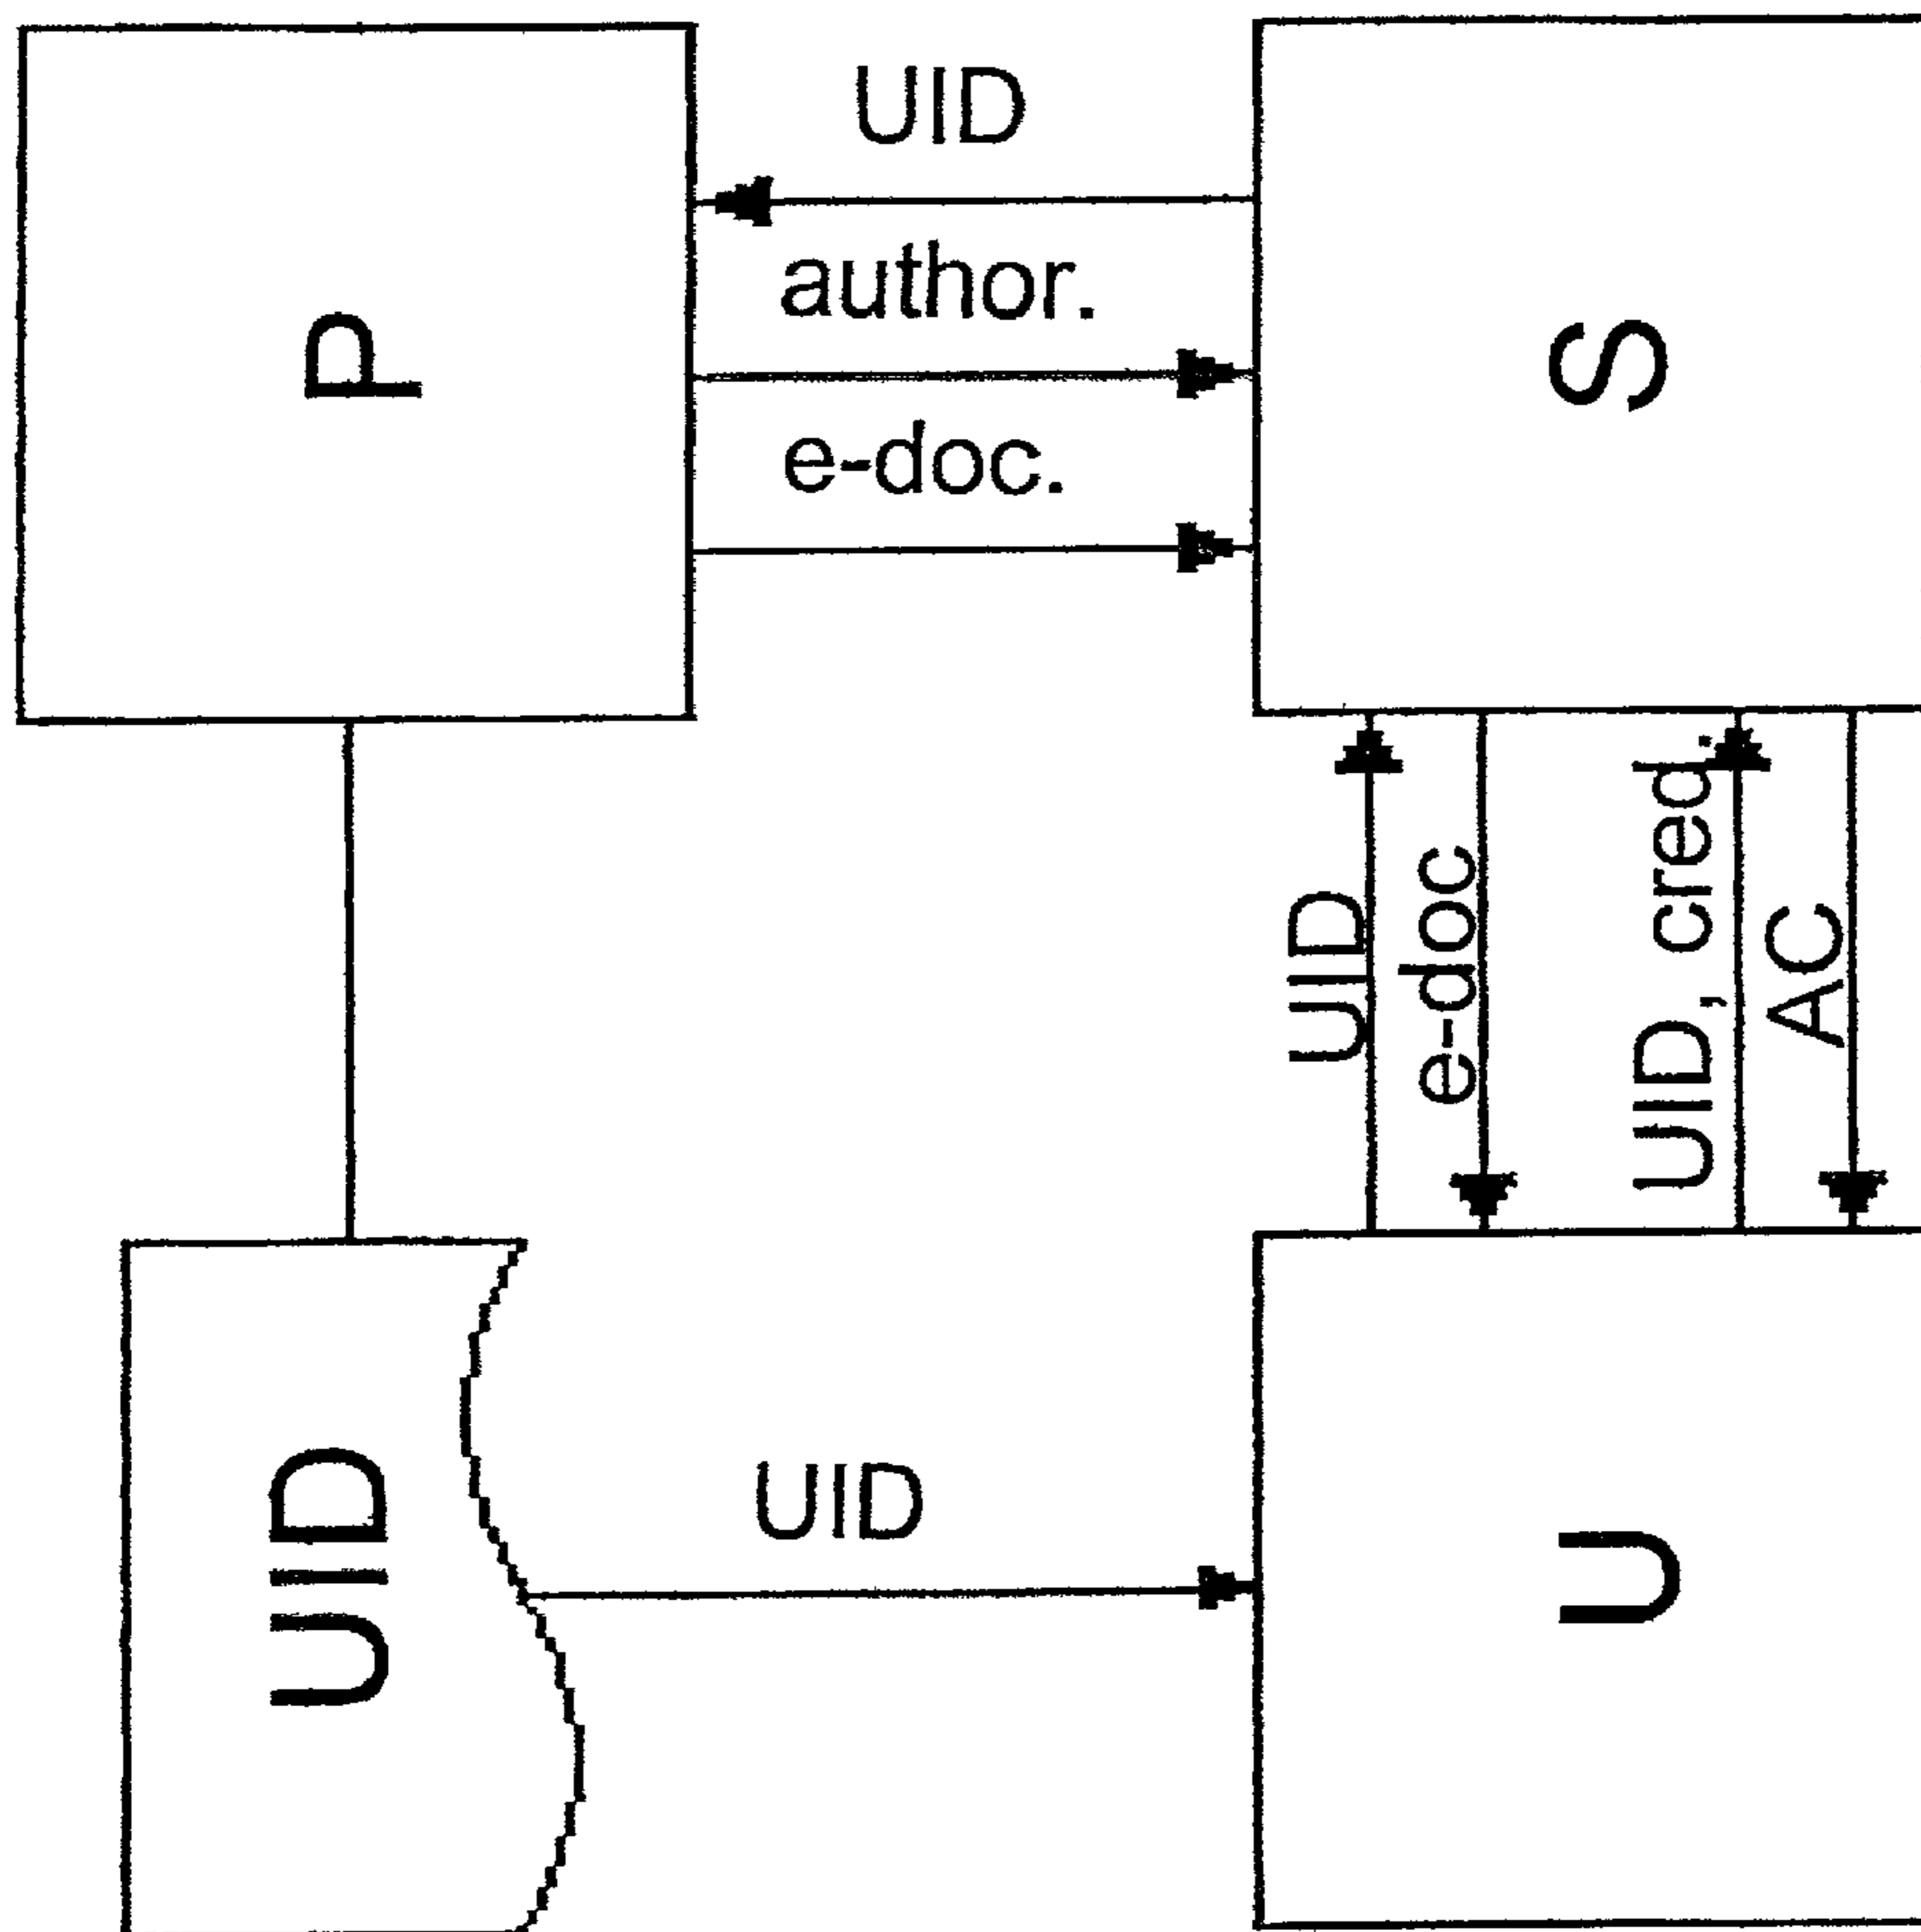 P
UID
author.
e-doc.
S
UID
e-doc
UID, cred.
AC
UID
UID
U